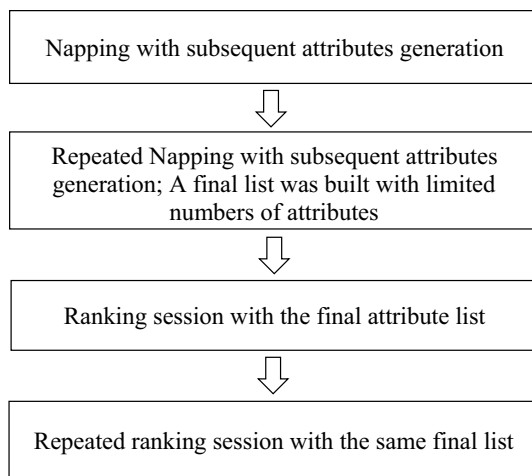 Napping with subsequent attributes generation
Repeated Napping with subsequent attributes
generation; A final list was built with limited
numbers of attributes
Ranking session with the final attribute list
Repeated ranking session with the same final list